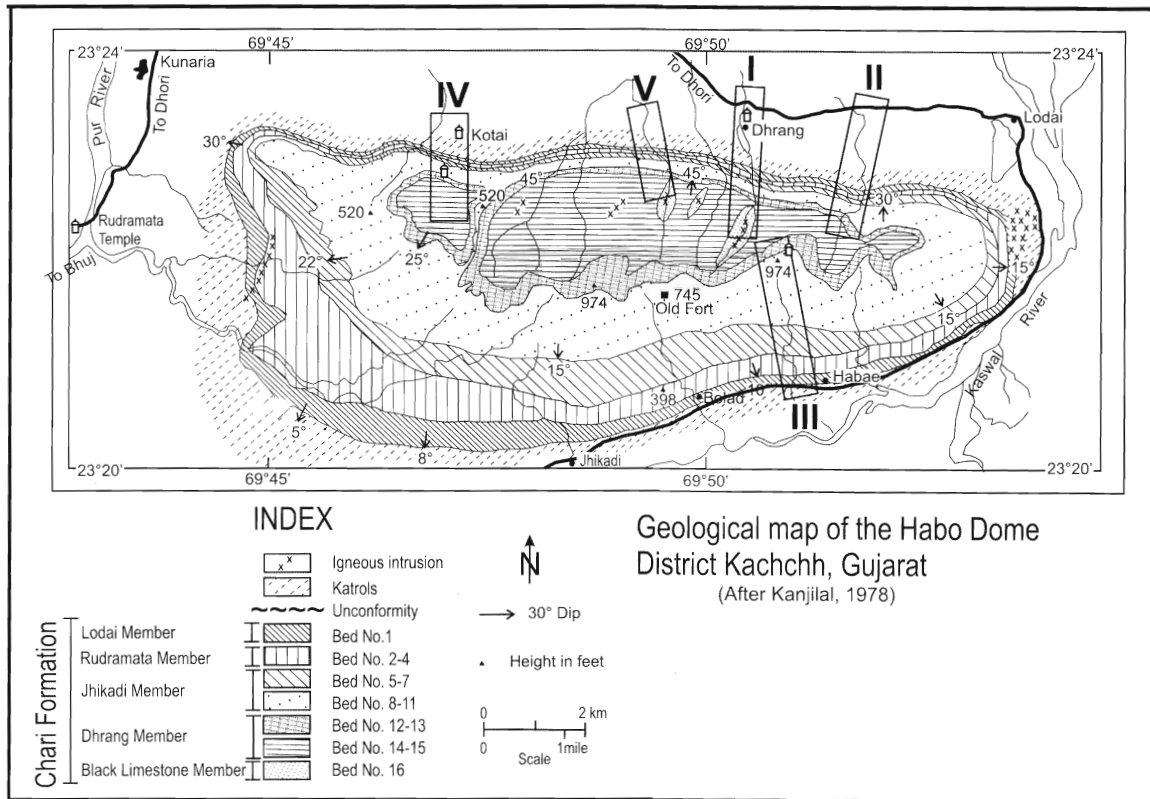 69°45'
69°50'
23°24'
23°24'
Kunaria
Pur River
To Dhori
IV
V
I
II
To Dhori
Lodai
Kotai
Dhrang
30°
45°
45°
520
520
30°
Rudramata
Temple
To Bhuj
22°
25°
974
974
745
Old Fort
15°
15°
15°
River
Kaswal
398
Bolad
10
Habae
III
5°
8°
Jhikadi
23°20'
23°20'
69°45'
69°50'
INDEX
Igneous intrusion
Katrols
Unconformity
Chari Formation
Lodai Member
Bed No.1
Rudramata Member
Bed No. 2-4
Jhikadi Member
Bed No. 5-7
Bed No. 8-11
Dhrang Member
Bed No. 12-13
Bed No. 14-15
Black Limestone Member
Bed No. 16
N
30° Dip
Height in feet
0 2 km
0 1mile
Scale
Geological map of the Habo Dome
District Kachchh, Gujarat
(After Kanjilal, 1978)